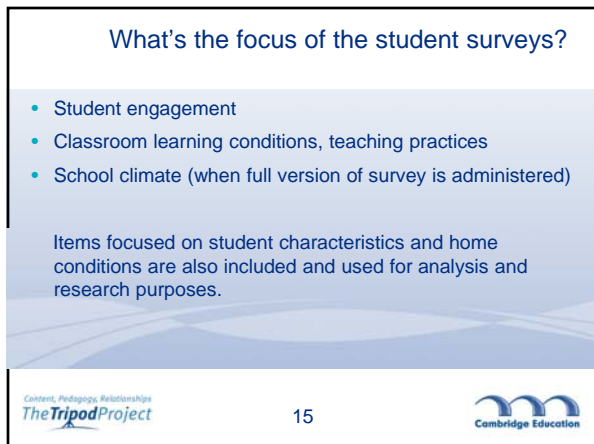 What's the focus of the student surveys?
• Student engagement
• Classroom learning conditions, teaching practices
• School climate (when full version of survey is administered)
Items focused on student characteristics and home
conditions are also included and used for analysis and
research purposes.
Content, Pedagogy, Relationships
The Tripod Project
15
Cambridge Education